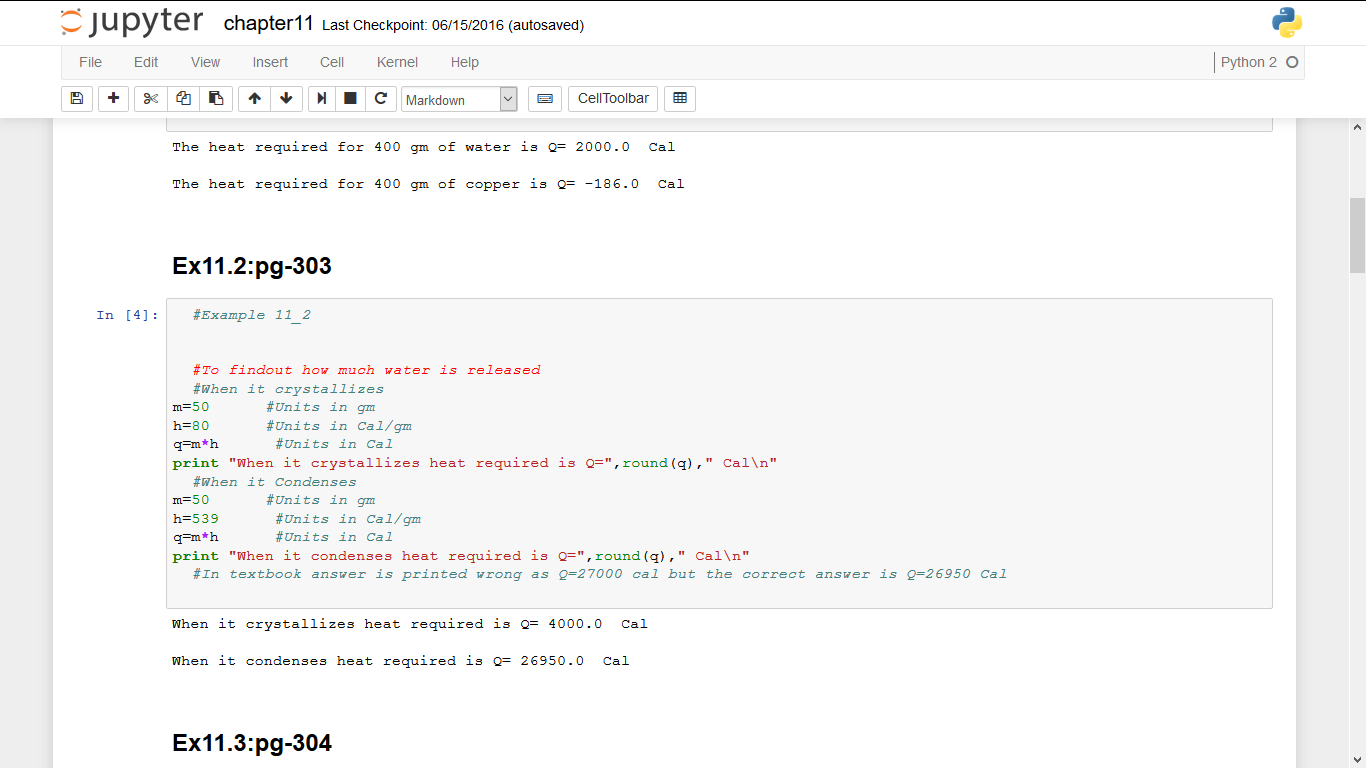 jupyter chapter11 Last Checkpoint: 06/15/2016 (autosaved)
File Edit View Insert Cell Kernel Help Python 2
Markdown CellToolbar
The heat required for 400 gm of water is Q= 2000.0  Cal
The heat required for 400 gm of copper is Q= -186.0  Cal
Ex11.2:pg-303
In [4]: #Example 11_2
#To findout how much water is released
#When it crystallizes
m=50      #Units in gm
h=80      #Units in Cal/gm
q=m*h      #Units in Cal
print "When it crystallizes heat required is Q=",round(q)," Cal\n"
#When it Condenses
m=50      #Units in gm
h=539      #Units in Cal/gm
q=m*h      #Units in Cal
print "When it condenses heat required is Q=",round(q)," Cal\n"
#In textbook answer is printed wrong as Q=27000 cal but the correct answer is Q=26950 Cal
When it crystallizes heat required is Q= 4000.0  Cal
When it condenses heat required is Q= 26950.0  Cal
Ex11.3:pg-304